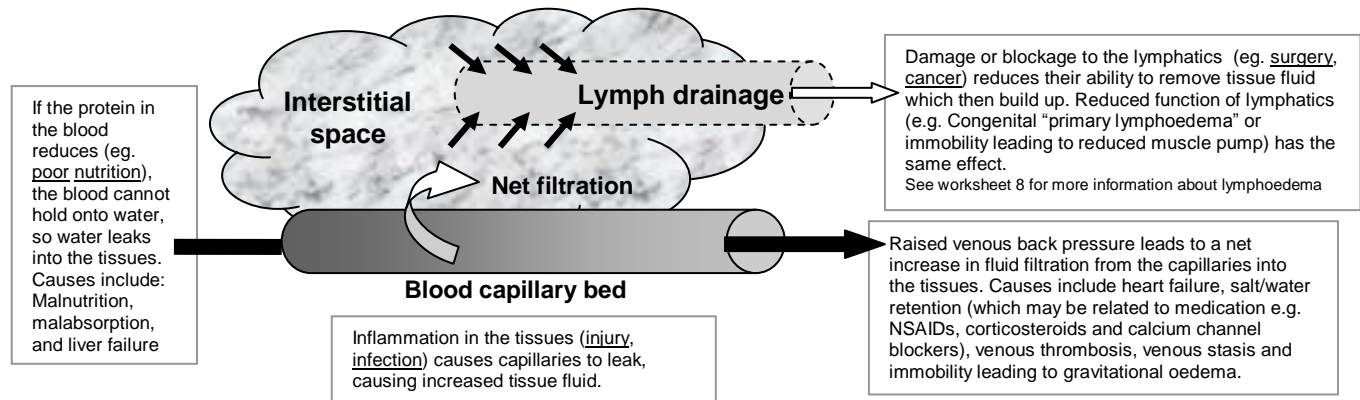 If the protein in
the blood
reduces (eg.
poor nutrition),
the blood cannot
hold onto water,
so water leaks
into the tissues.
Causes include:
Malnutrition,
malabsorption,
and liver failure
Interstitial
space
Lymph drainage
Net filtration
Blood capillary bed
Inflammation in the tissues (injury,
infection) causes capillaries to leak,
causing increased tissue fluid.
Damage or blockage to the lymphatics (eg. surgery,
cancer) reduces their ability to remove tissue fluid
which then build up. Reduced function of lymphatics
(e.g. Congenital “primary lymphoedema” or
immobility leading to reduced muscle pump) has the
same effect.
See worksheet 8 for more information about lymphoedema
Raised venous back pressure leads to a net
increase in fluid filtration from the capillaries into
the tissues. Causes include heart failure, salt/water
retention (which may be related to medication e.g.
NSAIDs, corticosteroids and calcium channel
blockers), venous thrombosis, venous stasis and
immobility leading to gravitational oedema.